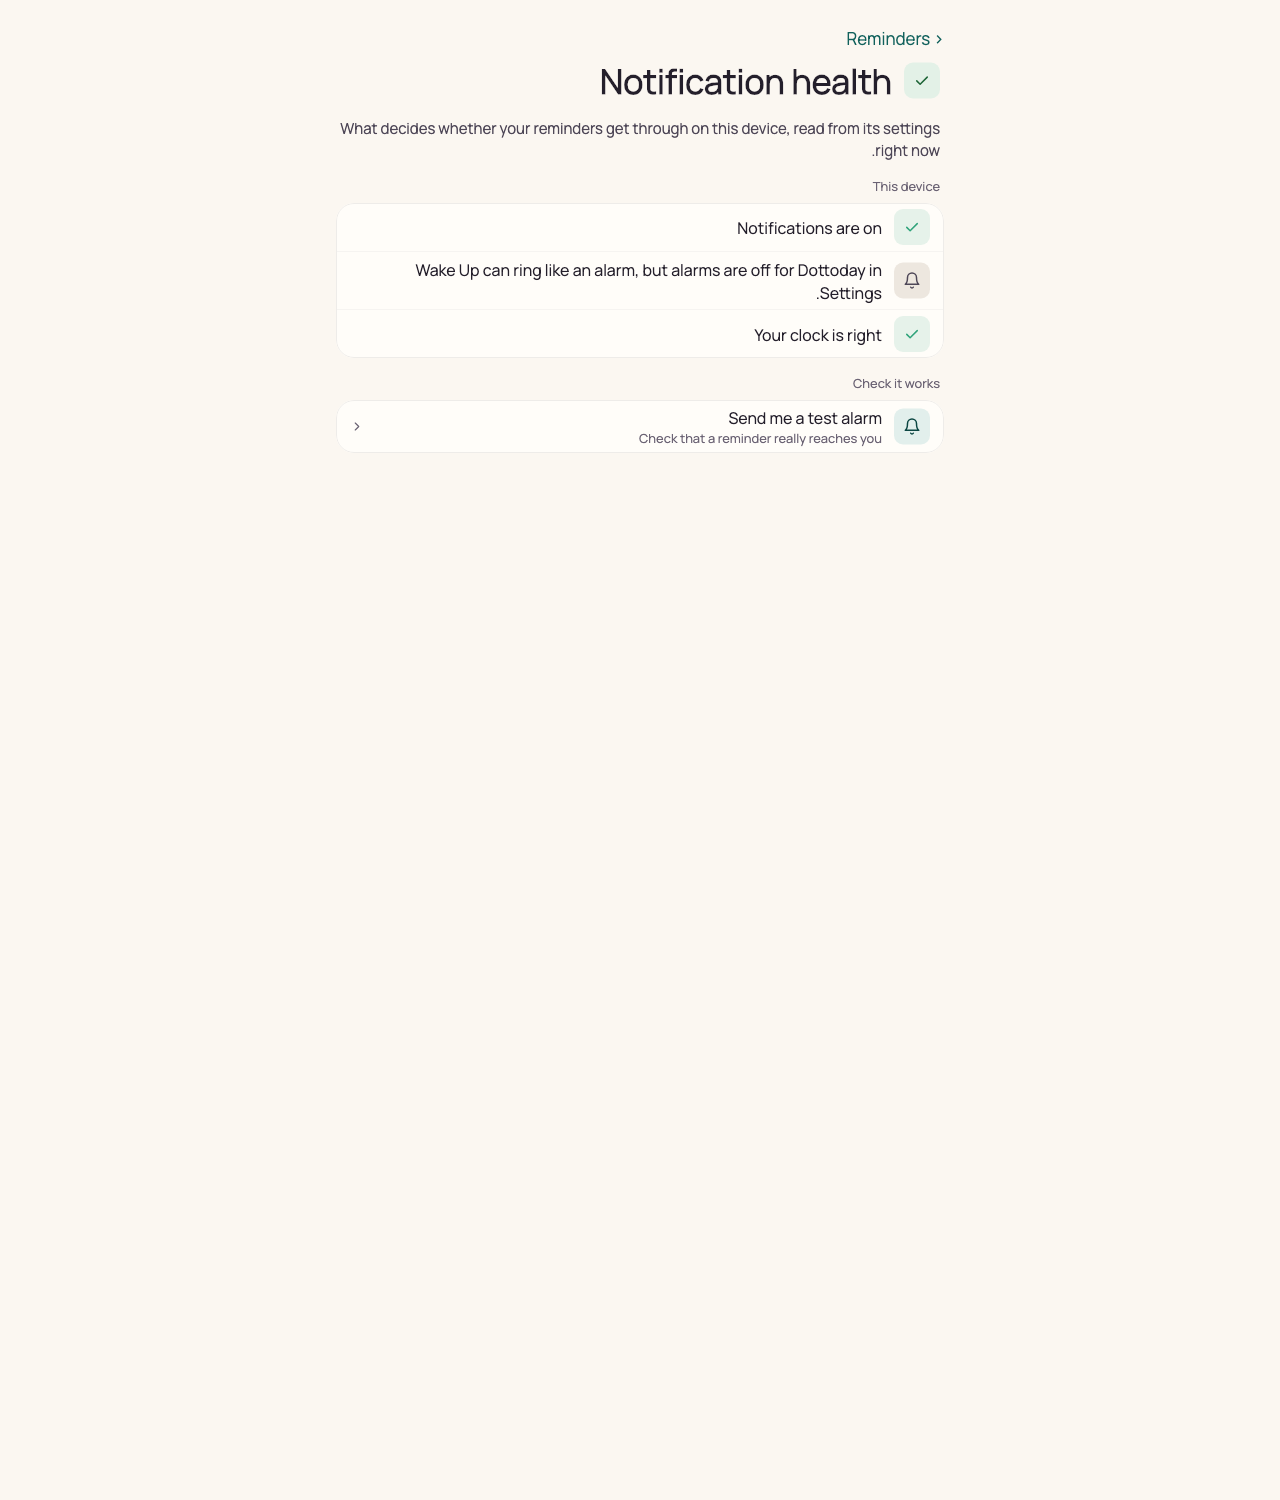 Reminders
Notification health
What decides whether your reminders get through on this device, read from its settings
.right now
This device
Notifications are on
Wake Up can ring like an alarm, but alarms are off for Dottoday in
.Settings
Your clock is right
Check it works
Send me a test alarm
Check that a reminder really reaches you